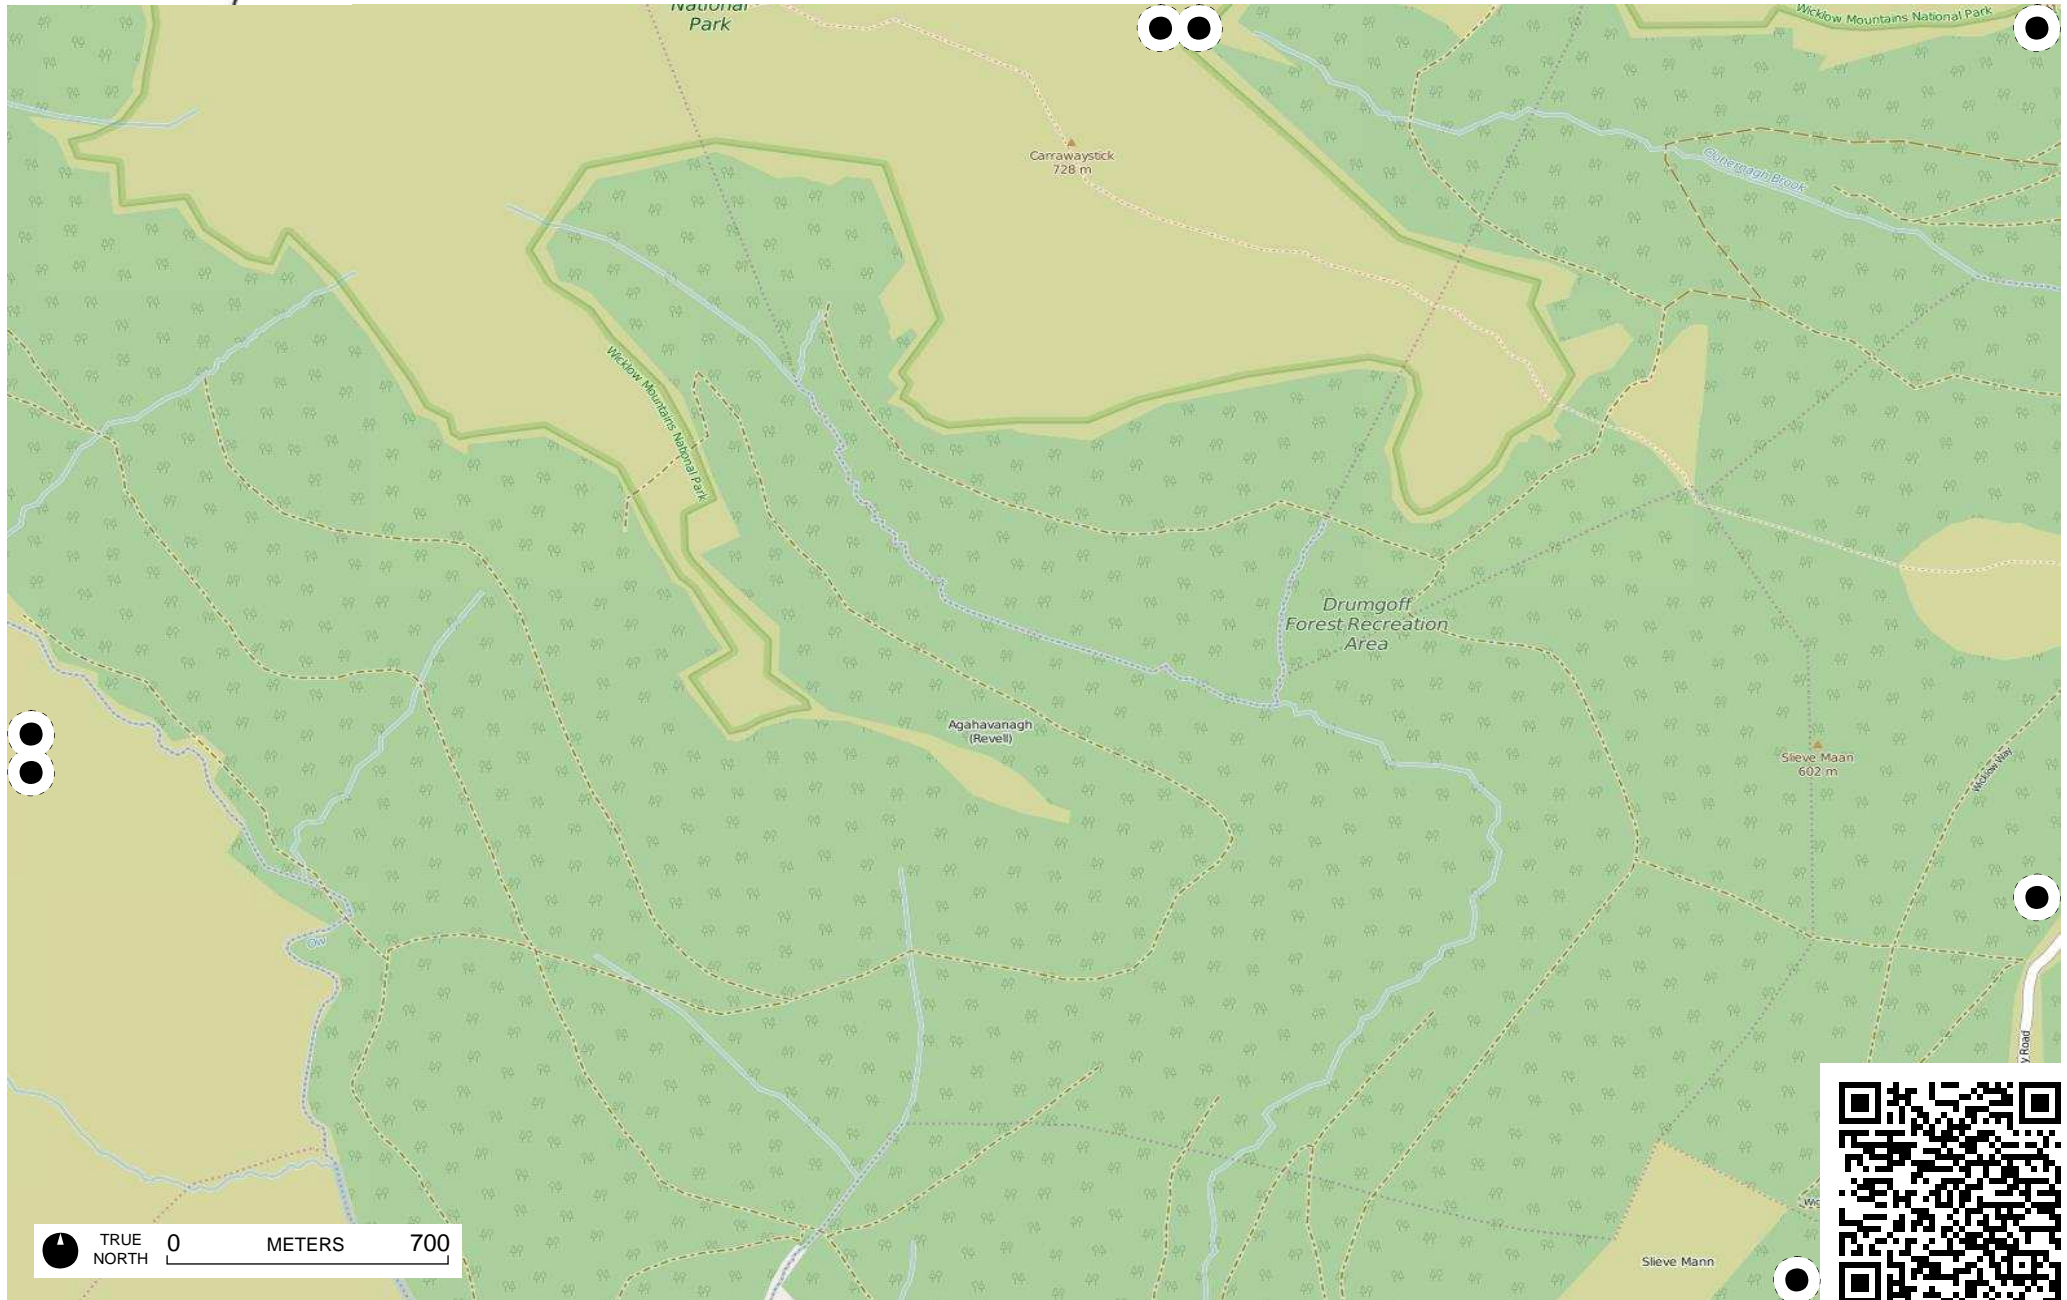 National
Park
Wicklow Mountains National Park
Carrawaystick
728 m
Clohernagh Brook
Wicklow Mountains National Park
Drumgoff
Forest Recreation
Area
Agahavanagh
(Revell)
Slieve Maan
602 m
Wicklow Way
Ow
y Road
Wic
Slieve Mann
TRUE
NORTH
0 METERS 700